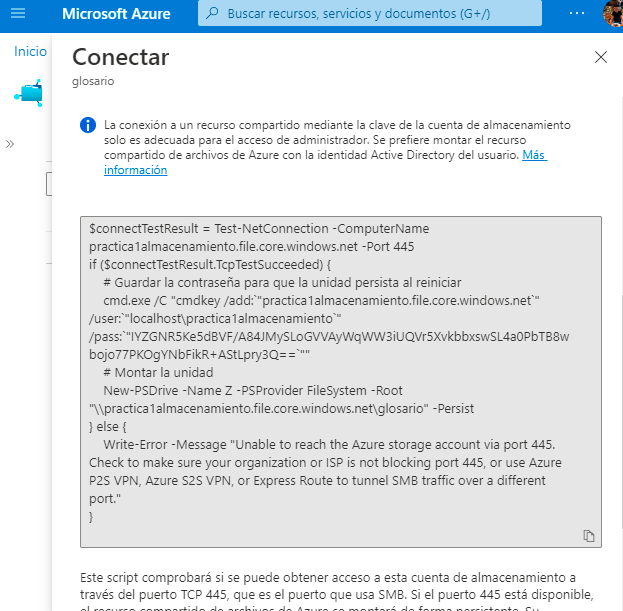 Microsoft Azure
Buscar recursos, servicios y documentos (G+/)
Inicio
Conectar
glosario
La conexión a un recurso compartido mediante la clave de la cuenta de almacenamiento
solo es adecuada para el acceso de administrador. Se prefiere montar el recurso
compartido de archivos de Azure con la identidad Active Directory del usuario. Más
información
$connectTestResult = Test-NetConnection -ComputerName
practica1almacenamiento.file.core.windows.net -Port 445
if ($connectTestResult.TcpTestSucceeded) {
# Guardar la contraseña para que la unidad persista al reiniciar
cmd.exe /C "cmdkey /add:`"practica1almacenamiento.file.core.windows.net`"
/user:`"localhost\practica1almacenamiento`"
/pass:`"IYZGNR5Ke5dBVF/A84JMySLoGVVAyWqWW3iUQVr5XvkbbxswSL4a0PbTB8w
bojo77PKOgYNbFikR+AStLpry3Q==`""
# Montar la unidad
New-PSDrive -Name Z -PSProvider FileSystem -Root
"\\practica1almacenamiento.file.core.windows.net\glosario" -Persist
} else {
Write-Error -Message "Unable to reach the Azure storage account via port 445.
Check to make sure your organization or ISP is not blocking port 445, or use Azure
P2S VPN, Azure S2S VPN, or Express Route to tunnel SMB traffic over a different
port."
}
Este script comprobará si se puede obtener acceso a esta cuenta de almacenamiento a
través del puerto TCP 445, que es el puerto que usa SMB. Si el puerto 445 está disponible,
el recurso compartido de archivos de Azure se montará de forma persistente. Su